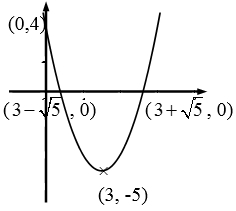 (0,4)
(3-√5, 0) (3+√5, 0)
(3, -5)